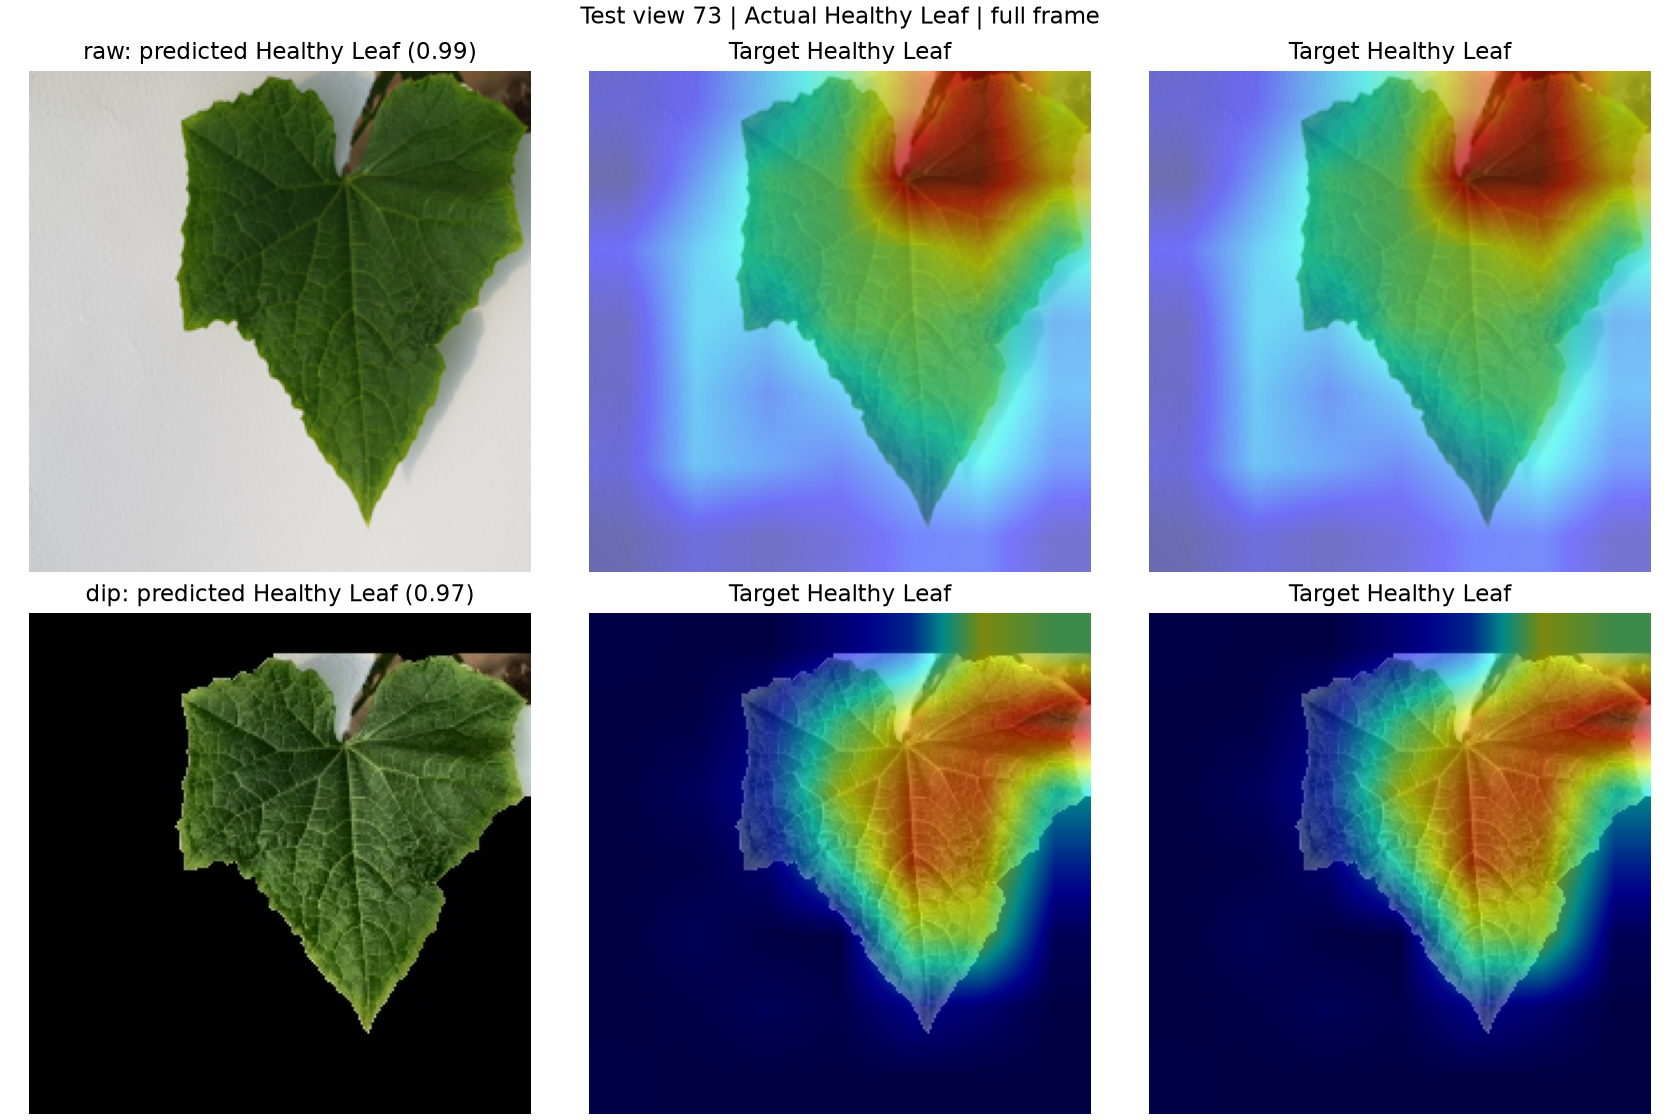 Test view 73 | Actual Healthy Leaf | full frame
raw: predicted Healthy Leaf (0.99)
Target Healthy Leaf
Target Healthy Leaf
dip: predicted Healthy Leaf (0.97)
Target Healthy Leaf
Target Healthy Leaf